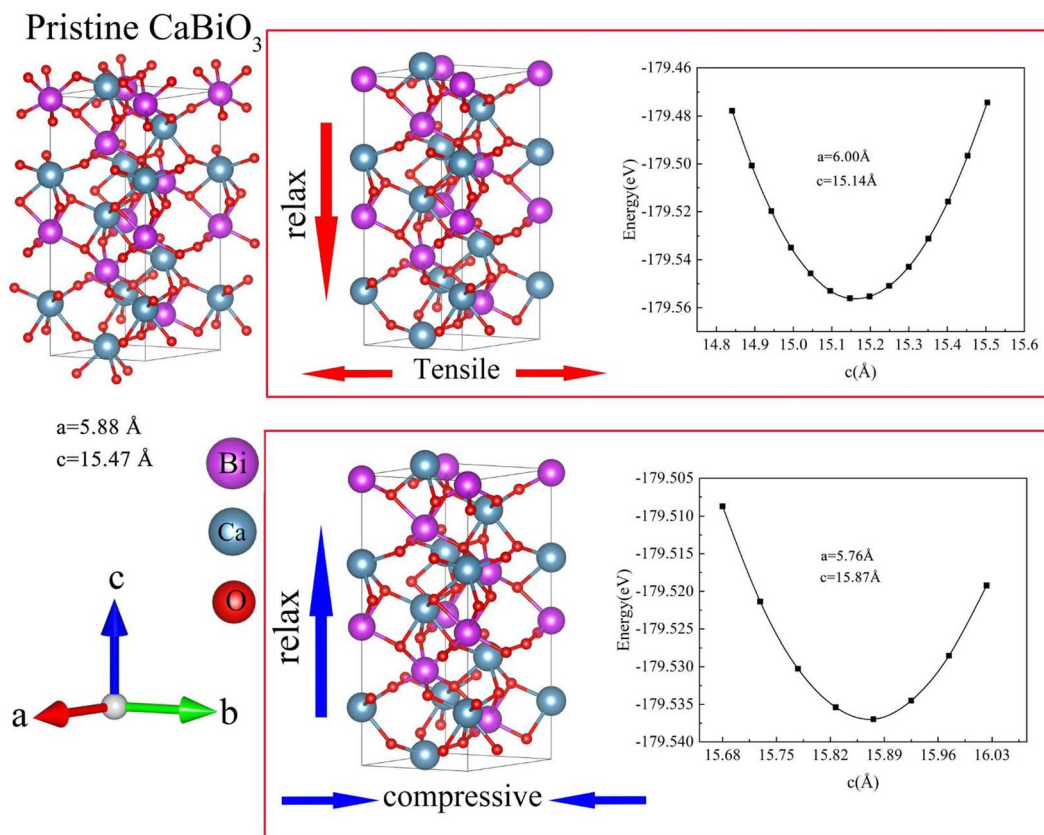 Pristine CaBiO3
relax
Tensile
-179.46
-179.48
-179.50
-179.52
-179.54
-179.56
Energy(eV)
a=6.00Å
c=15.14Å
14.8 14.9 15.0 15.1 15.2 15.3 15.4 15.5 15.6
c(Å)
a=5.88 Å
c=15.47 Å
Bi
Ca
O
c
a
b
relax
compressive
-179.505
-179.510
-179.515
-179.520
-179.525
-179.530
-179.535
-179.540
Energy(eV)
a=5.76Å
c=15.87Å
15.68 15.75 15.82 15.89 15.96 16.03
c(Å)